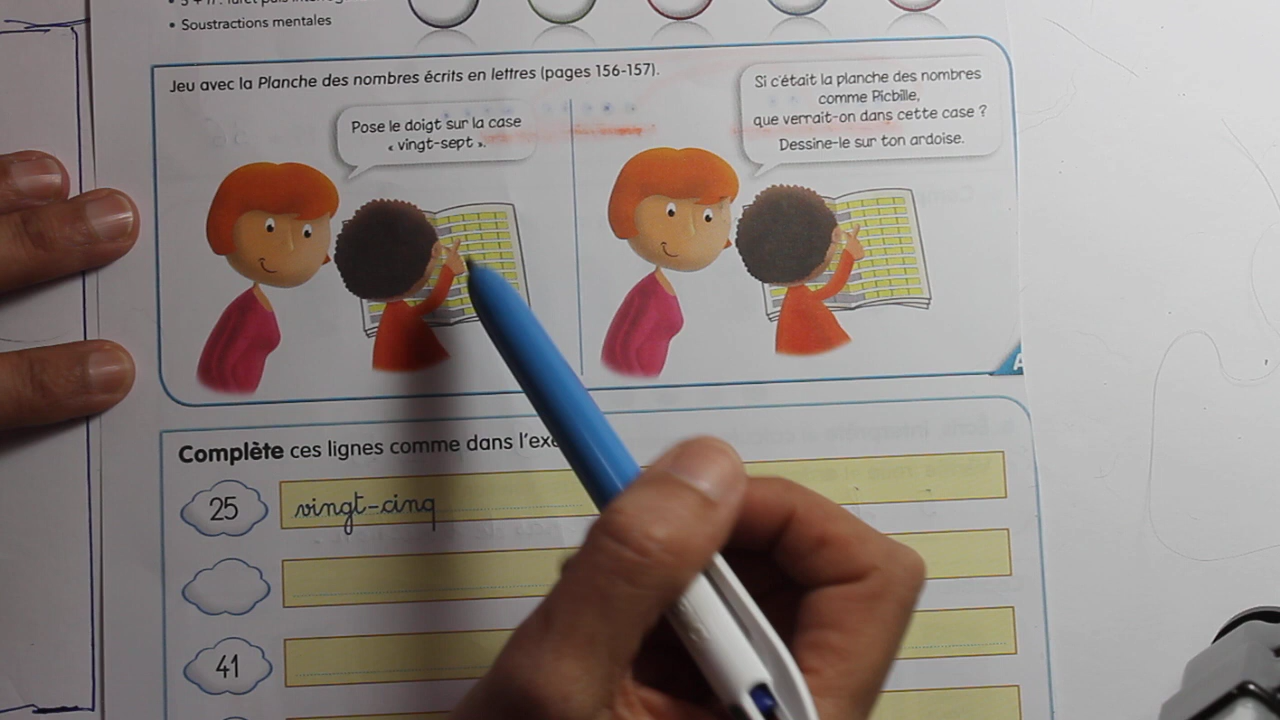 • Soustractions mentales
Jeu avec la Planche des nombres écrits en lettres (pages 156-157).
Pose le doigt sur la case
« vingt-sept ».
Si c'était la planche des nombres
comme Picbille,
que verrait-on dans cette case ?
Dessine-le sur ton ardoise.
Complète ces lignes comme dans
25 vingt-cinq
41